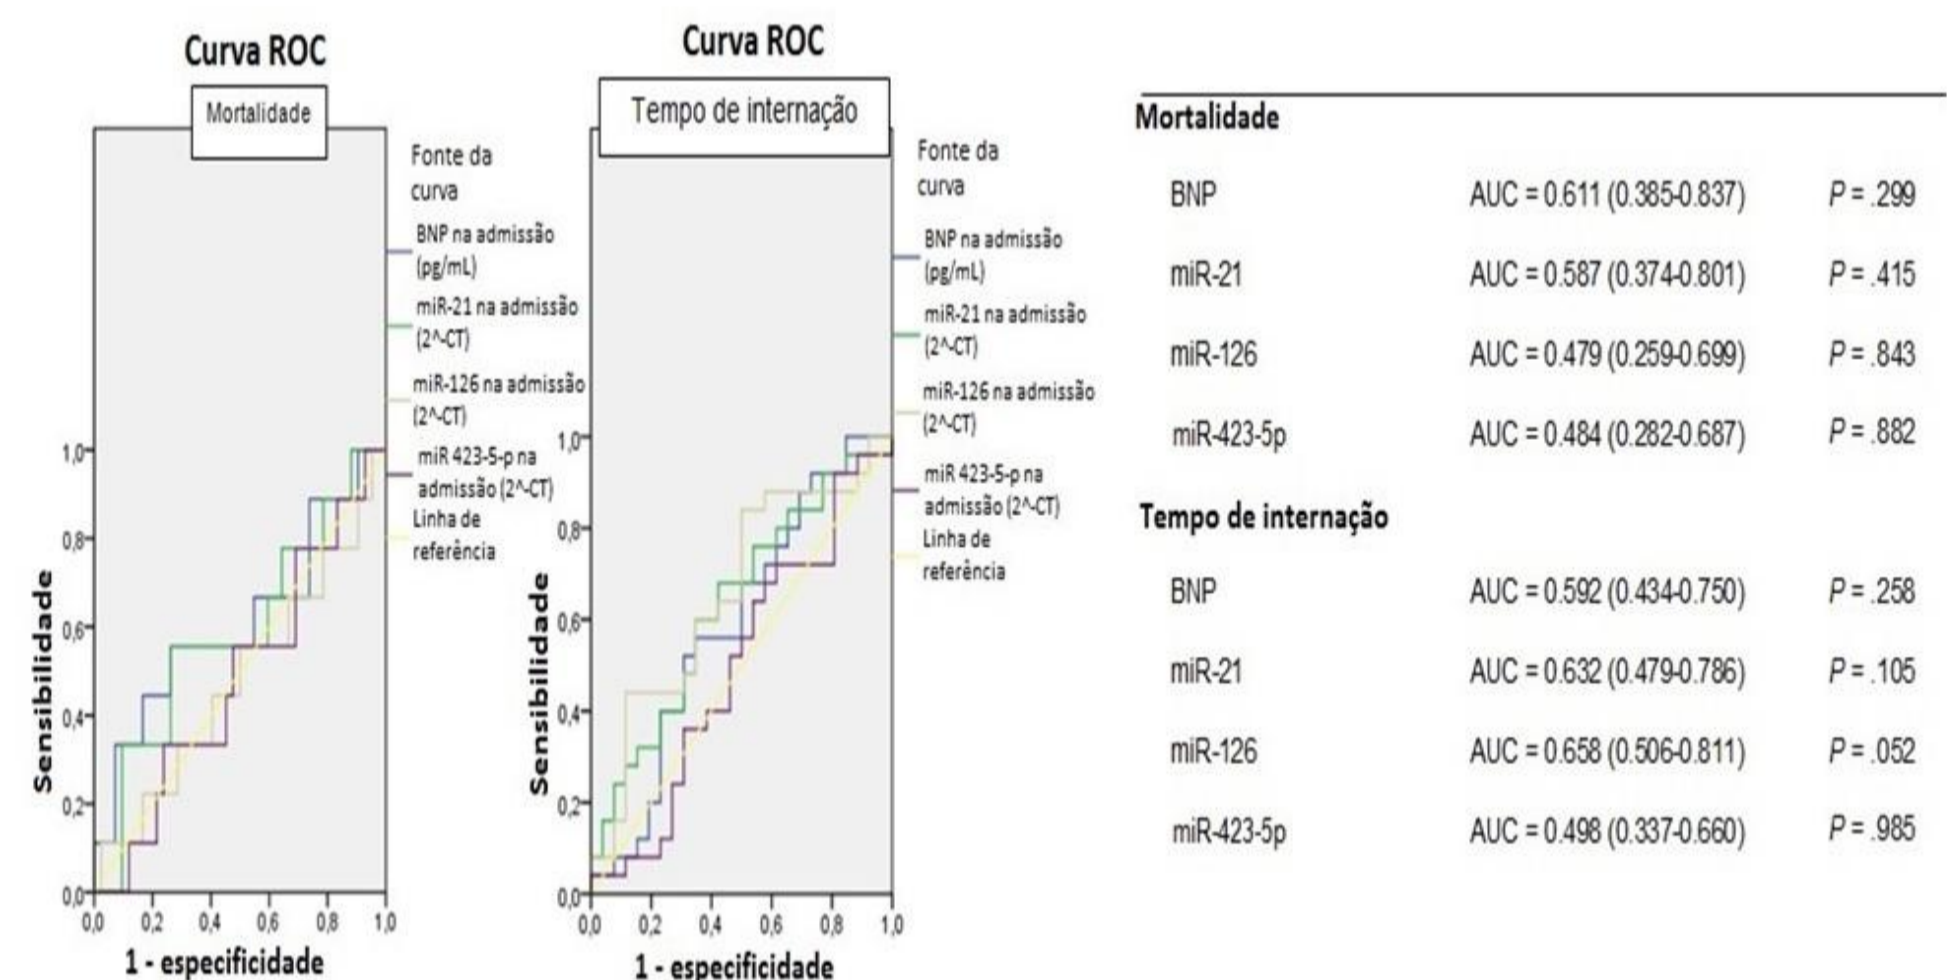 Curva ROC
Mortalidade
Fonte da
curva
BNP na admissão
(pg/mL)
miR-21 na admissão
(2^-CT)
miR-126 na admissão
(2^-CT)
miR 423-5-p na
admissão (2^-CT)
Linha de
referência
Sensibilidade
1,0
0,8
0,6
0,4
0,2
0,0
0,0 0,2 0,4 0,6 0,8 1,0
1 - especificidade
Curva ROC
Tempo de internação
Fonte da
curva
BNP na admissão
(pg/mL)
miR-21 na admissão
(2^-CT)
miR-126 na admissão
(2^-CT)
miR 423-5-p na
admissão (2^-CT)
Linha de
referência
Sensibilidade
1,0
0,8
0,6
0,4
0,2
0,0
0,0 0,2 0,4 0,6 0,8 1,0
1 - especificidade
Mortalidade
BNP AUC = 0.611 (0.385-0.837) P = .299
miR-21 AUC = 0.587 (0.374-0.801) P = .415
miR-126 AUC = 0.479 (0.259-0.699) P = .843
miR-423-5p AUC = 0.484 (0.282-0.687) P = .882
Tempo de internação
BNP AUC = 0.592 (0.434-0.750) P = .258
miR-21 AUC = 0.632 (0.479-0.786) P = .105
miR-126 AUC = 0.658 (0.506-0.811) P = .052
miR-423-5p AUC = 0.498 (0.337-0.660) P = .985